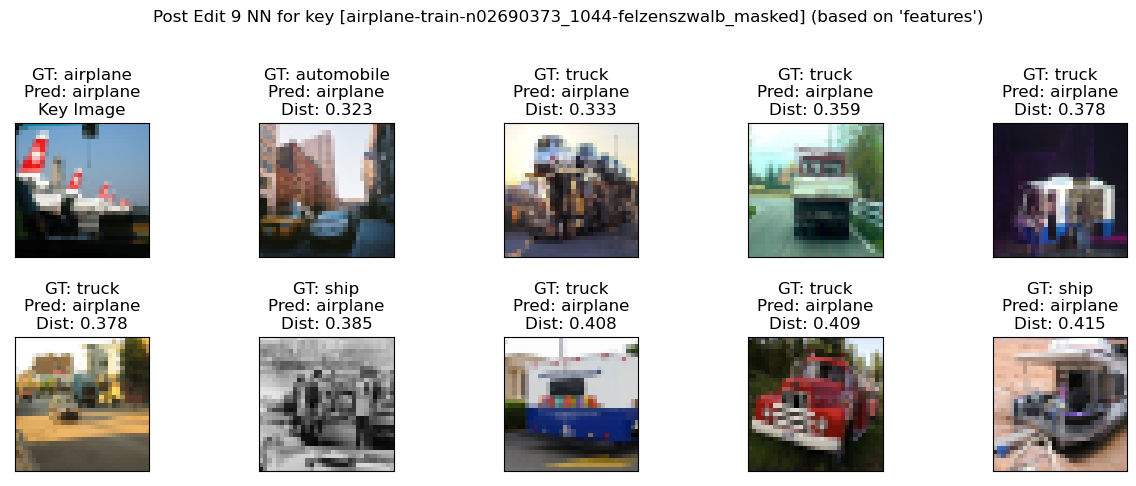 Post Edit 9 NN for key [airplane-train-n02690373_1044-felzenszwalb_masked] (based on 'features')
GT: airplane
Pred: airplane
Key Image
GT: automobile
Pred: airplane
Dist: 0.323
GT: truck
Pred: airplane
Dist: 0.333
GT: truck
Pred: airplane
Dist: 0.359
GT: truck
Pred: airplane
Dist: 0.378
GT: truck
Pred: airplane
Dist: 0.378
GT: ship
Pred: airplane
Dist: 0.385
GT: truck
Pred: airplane
Dist: 0.408
GT: truck
Pred: airplane
Dist: 0.409
GT: ship
Pred: airplane
Dist: 0.415